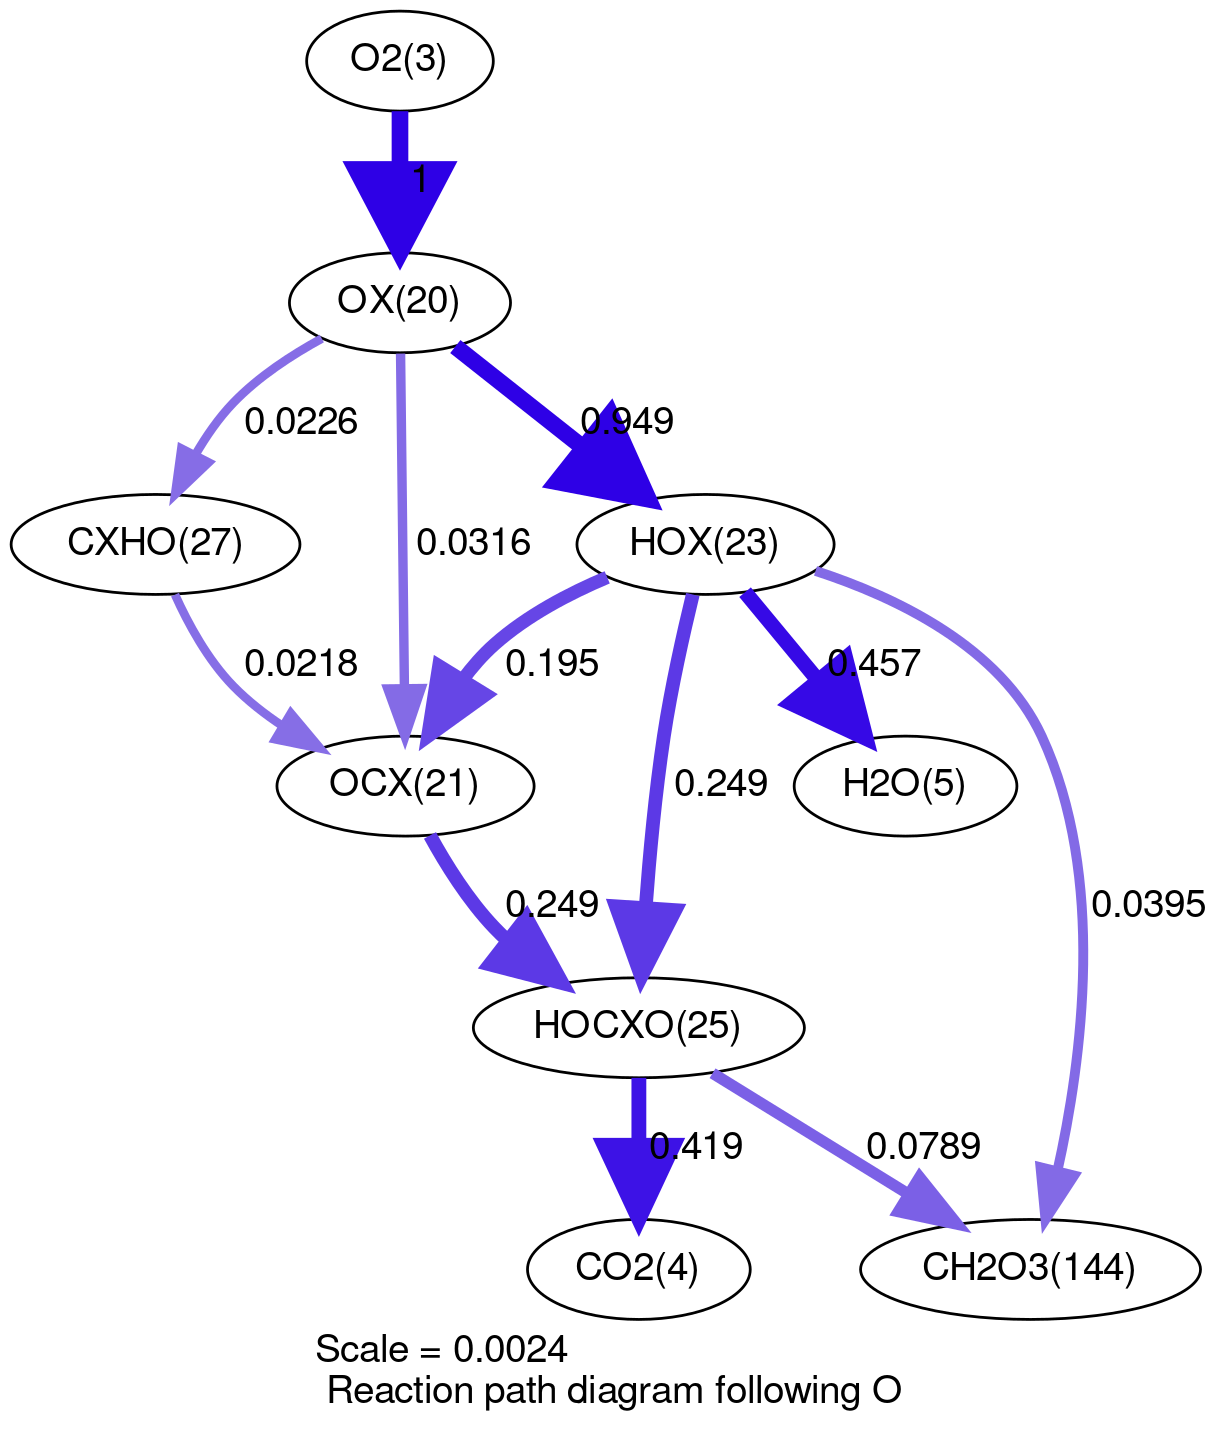 O2(3)
1
OX(20)
0.0226
0.949
CXHO(27)
0.0316
HOX(23)
0.0218
0.195
0.457
OCX(21)
0.249
H2O(5)
0.249
0.0395
HOCXO(25)
0.419
0.0789
CO2(4)
CH2O3(144)
Scale = 0.0024
Reaction path diagram following O